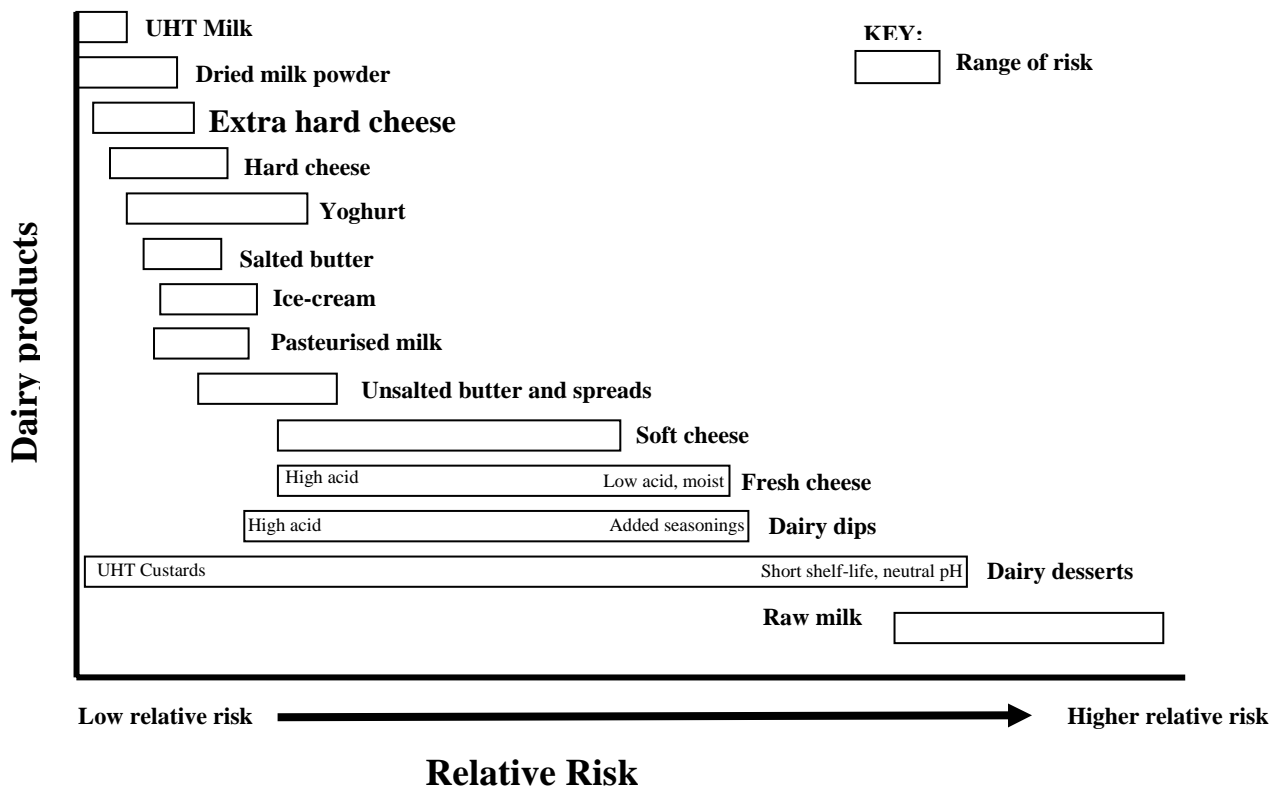 UHT Milk
KEY:
Range of risk
Dried milk powder
Extra hard cheese
Hard cheese
Yoghurt
Salted butter
Ice-cream
Pasteurised milk
Unsalted butter and spreads
Soft cheese
High acid Low acid, moist Fresh cheese
High acid Added seasonings Dairy dips
UHT Custards Short shelf-life, neutral pH Dairy desserts
Raw milk
Dairy products
Low relative risk Higher relative risk
Relative Risk